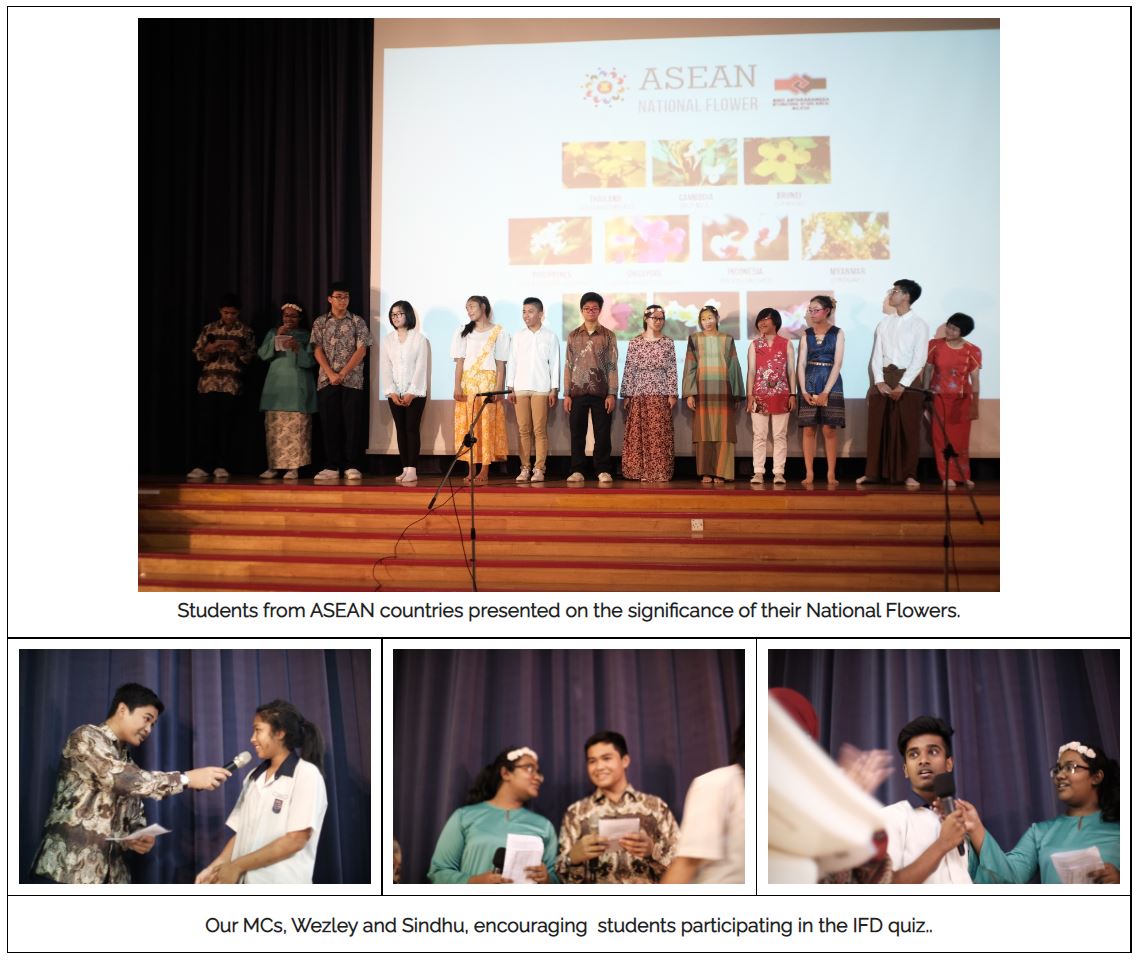 ASEAN
NATIONAL FLOWER
THAILAND
CAMBODIA
BRUNEI
PHILIPPINES
SINGAPORE
INDONESIA
MYANMAR
Students from ASEAN countries presented on the significance of their National Flowers.
Our MCs, Wezley and Sindhu, encouraging  students participating in the IFD quiz..